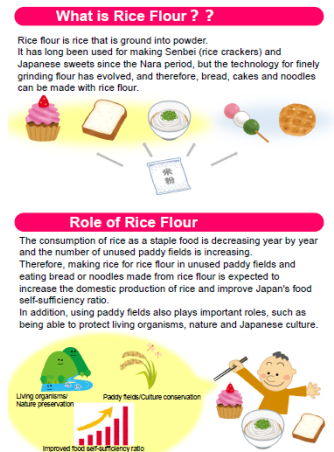 What is Rice Flour？？
Rice flour is rice that is ground into powder.
It has long been used for making Senbei (rice crackers) and
Japanese sweets since the Nara period, but the technology for finely
grinding flour has evolved, and therefore, bread, cakes and noodles
can be made with rice flour.
米
粉
Role of Rice Flour
The consumption of rice as a staple food is decreasing year by year
and the number of unused paddy fields is increasing.
Therefore, making rice for rice flour in unused paddy fields and
eating bread or noodles made from rice flour is expected to
increase the domestic production of rice and improve Japan's food
self-sufficiency ratio.
In addition, using paddy fields also plays important roles, such as
being able to protect living organisms, nature and Japanese culture.
Living organisms/
Nature preservation
Paddy fields/Culture conservation
Improved food self-sufficiency ratio